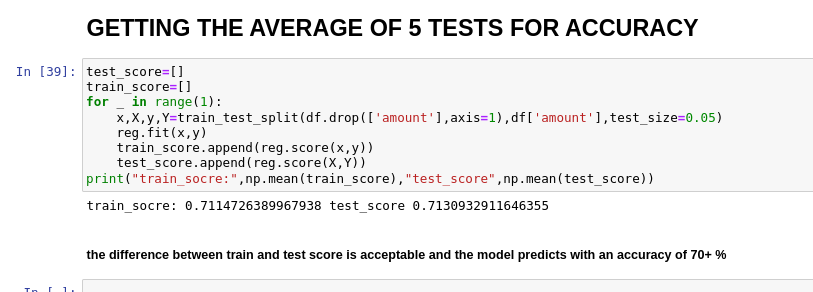 GETTING THE AVERAGE OF 5 TESTS FOR ACCURACY
In [39]:
test_score=[]
train_score=[]
for _ in range(1):
    x,X,y,Y=train_test_split(df.drop(['amount'],axis=1),df['amount'],test_size=0.05)
    reg.fit(x,y)
    train_score.append(reg.score(x,y))
    test_score.append(reg.score(X,Y))
print("train_socre:",np.mean(train_score),"test_score",np.mean(test_score))
train_socre: 0.7114726389967938 test_score 0.7130932911646355
the difference between train and test score is acceptable and the model predicts with an accuracy of 70+ %
In [ ]: